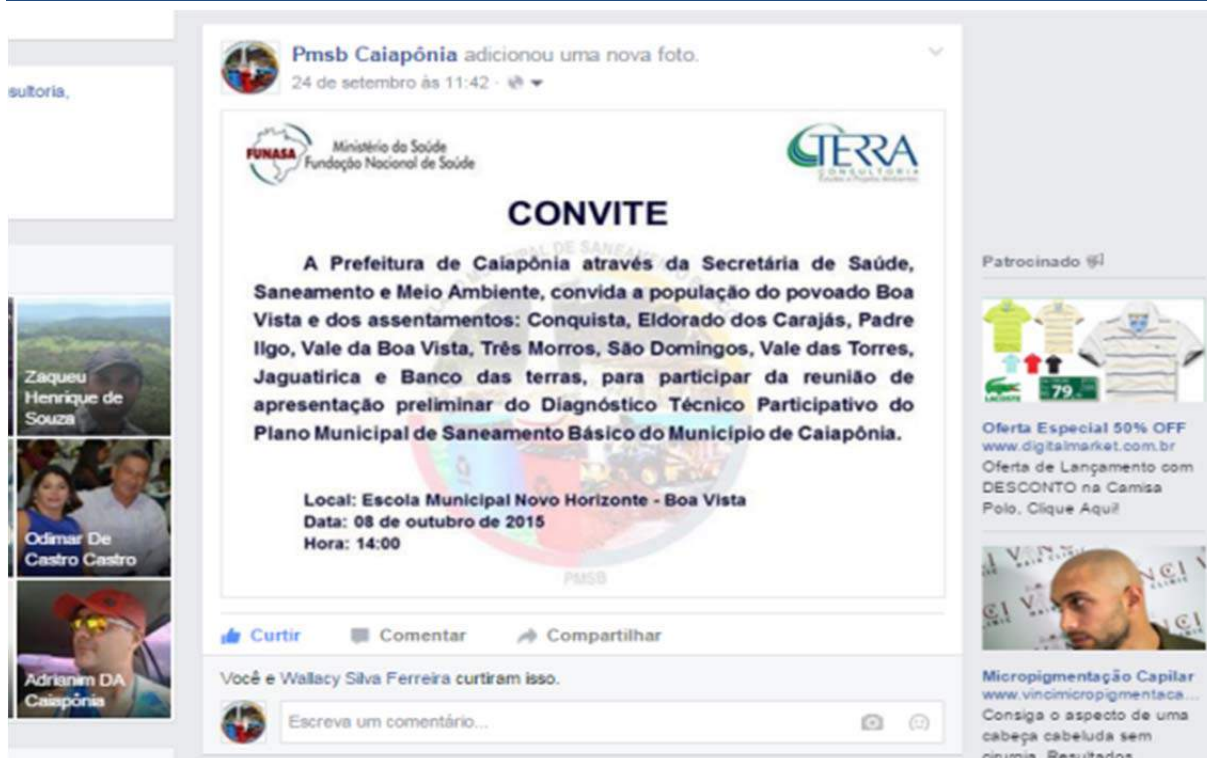 sultoria,
Zaqueu
Henrique de
Souza
Odimar De
Castro Castro
Adrianim DA
Caiapônia
Pmsb Caiapônia adicionou uma nova foto.
24 de setembro às 11:42 ·
FUNASA
Ministério da Saúde
Fundação Nacional de Saúde
TERRA
CONSULTORIA
CONVITE
A Prefeitura de Caiapônia através da Secretária de Saúde,
Saneamento e Meio Ambiente, convida a população do povoado Boa
Vista e dos assentamentos: Conquista, Eldorado dos Carajás, Padre
Ilgo, Vale da Boa Vista, Três Morros, São Domingos, Vale das Torres,
Jaguatirica e Banco das terras, para participar da reunião de
apresentação preliminar do Diagnóstico Técnico Participativo do
Plano Municipal de Saneamento Básico do Município de Caiapônia.
Local: Escola Municipal Novo Horizonte - Boa Vista
Data: 08 de outubro de 2015
Hora: 14:00
PMSB
Curtir Comentar Compartilhar
Você e Wallacy Silva Ferreira curtiram isso.
Escreva um comentário...
Patrocinado
LACOSTE
79
Oferta Especial 50% OFF
www.digitalmarket.com.br
Oferta de Lançamento com
DESCONTO na Camisa
Polo. Clique Aqui!
Micropigmentação Capilar
www.vincimicropigmentaca...
Consiga o aspecto de uma
cabeça cabeluda sem
cirurgia. Resultados